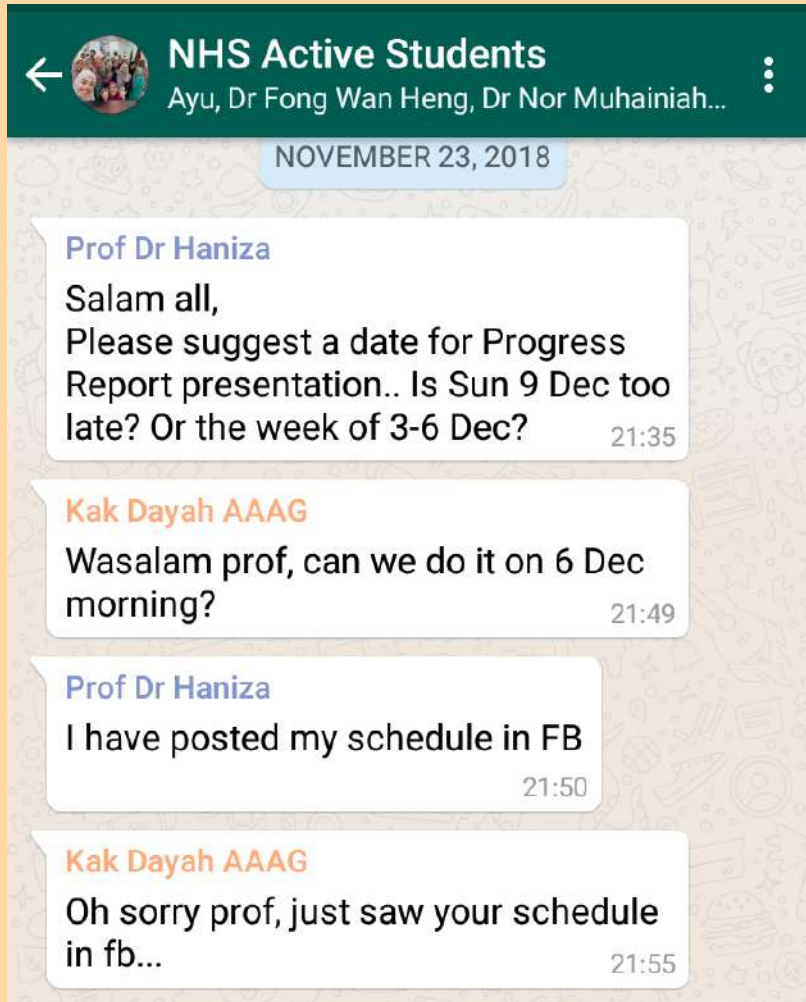 NHS Active Students
Ayu, Dr Fong Wan Heng, Dr Nor Muhainiah...
NOVEMBER 23, 2018
Prof Dr Haniza
Salam all,
Please suggest a date for Progress
Report presentation.. Is Sun 9 Dec too
late? Or the week of 3-6 Dec?
21:35
Kak Dayah AAAG
Wasalam prof, can we do it on 6 Dec
morning?
21:49
Prof Dr Haniza
I have posted my schedule in FB
21:50
Kak Dayah AAAG
Oh sorry prof, just saw your schedule
in fb...
21:55